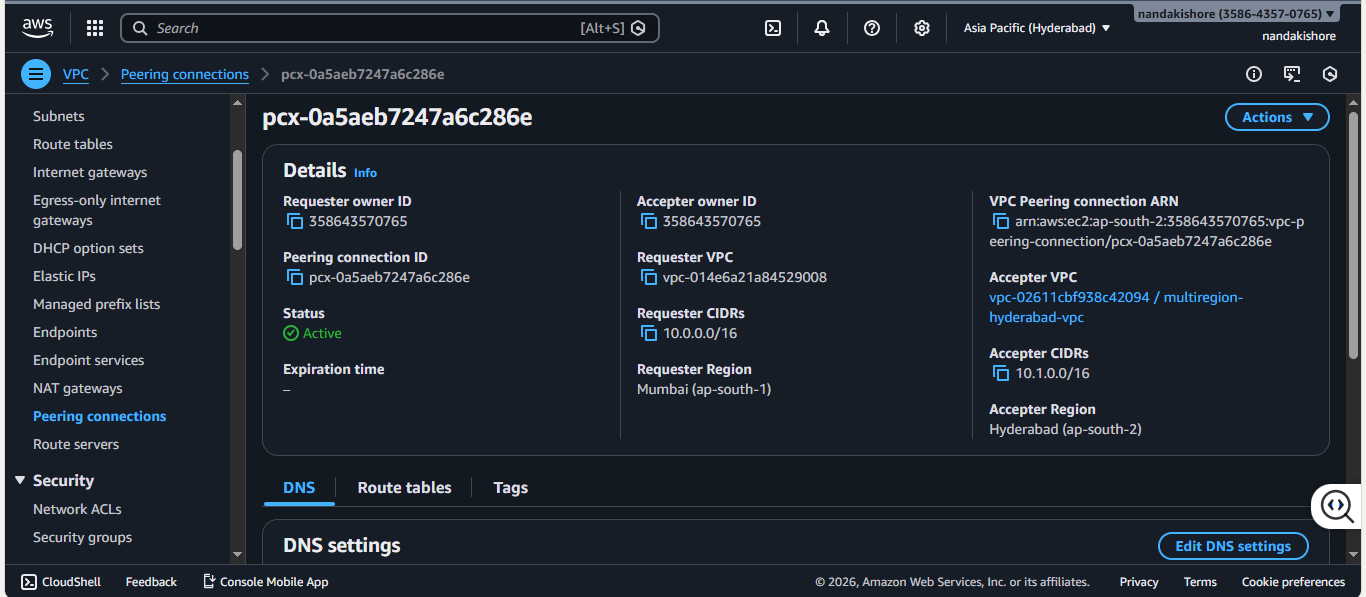 aws
Search
[Alt+S]
Asia Pacific (Hyderabad)
nandakishore (3586-4357-0765)
nandakishore
VPC
Peering connections
pcx-0a5aeb7247a6c286e
Subnets
Route tables
Internet gateways
Egress-only internet
gateways
DHCP option sets
Elastic IPs
Managed prefix lists
Endpoints
Endpoint services
NAT gateways
Peering connections
Route servers
Security
Network ACLs
Security groups
pcx-0a5aeb7247a6c286e
Actions
Details
Info
Requester owner ID
358643570765
Peering connection ID
pcx-0a5aeb7247a6c286e
Status
Active
Expiration time
–
Accepter owner ID
358643570765
Requester VPC
vpc-014e6a21a84529008
Requester CIDRs
10.0.0.0/16
Requester Region
Mumbai (ap-south-1)
VPC Peering connection ARN
arn:aws:ec2:ap-south-2:358643570765:vpc-p
eering-connection/pcx-0a5aeb7247a6c286e
Accepter VPC
vpc-02611cbf938c42094 / multiregion-
hyderabad-vpc
Accepter CIDRs
10.1.0.0/16
Accepter Region
Hyderabad (ap-south-2)
DNS
Route tables
Tags
DNS settings
Edit DNS settings
CloudShell
Feedback
Console Mobile App
© 2026, Amazon Web Services, Inc. or its affiliates.
Privacy
Terms
Cookie preferences